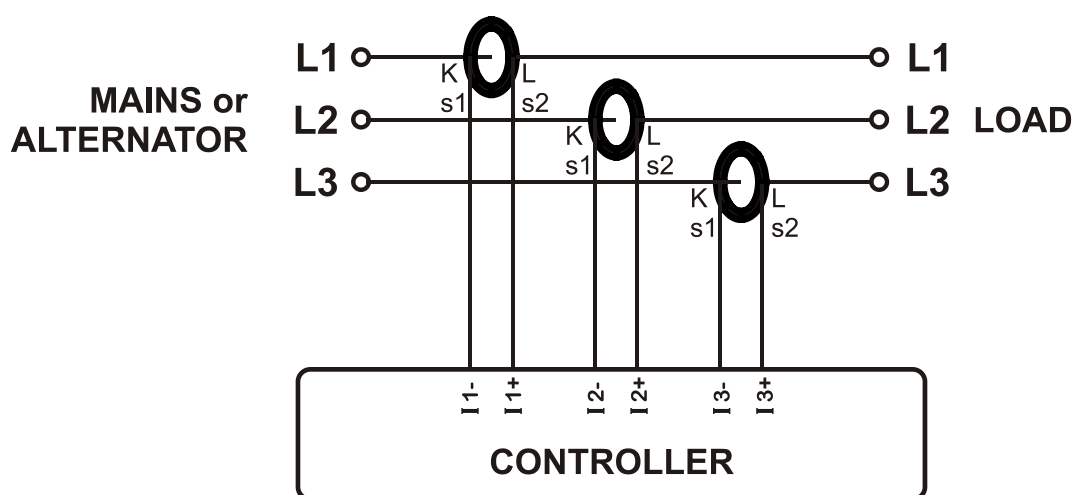 L1
L1
K
L
s1
s2
MAINS or
ALTERNATOR
L2
L2
LOAD
K
L
s1
s2
L3
L3
K
L
s1
s2
I1-
I1+
I2-
I2+
I3-
I3+
CONTROLLER